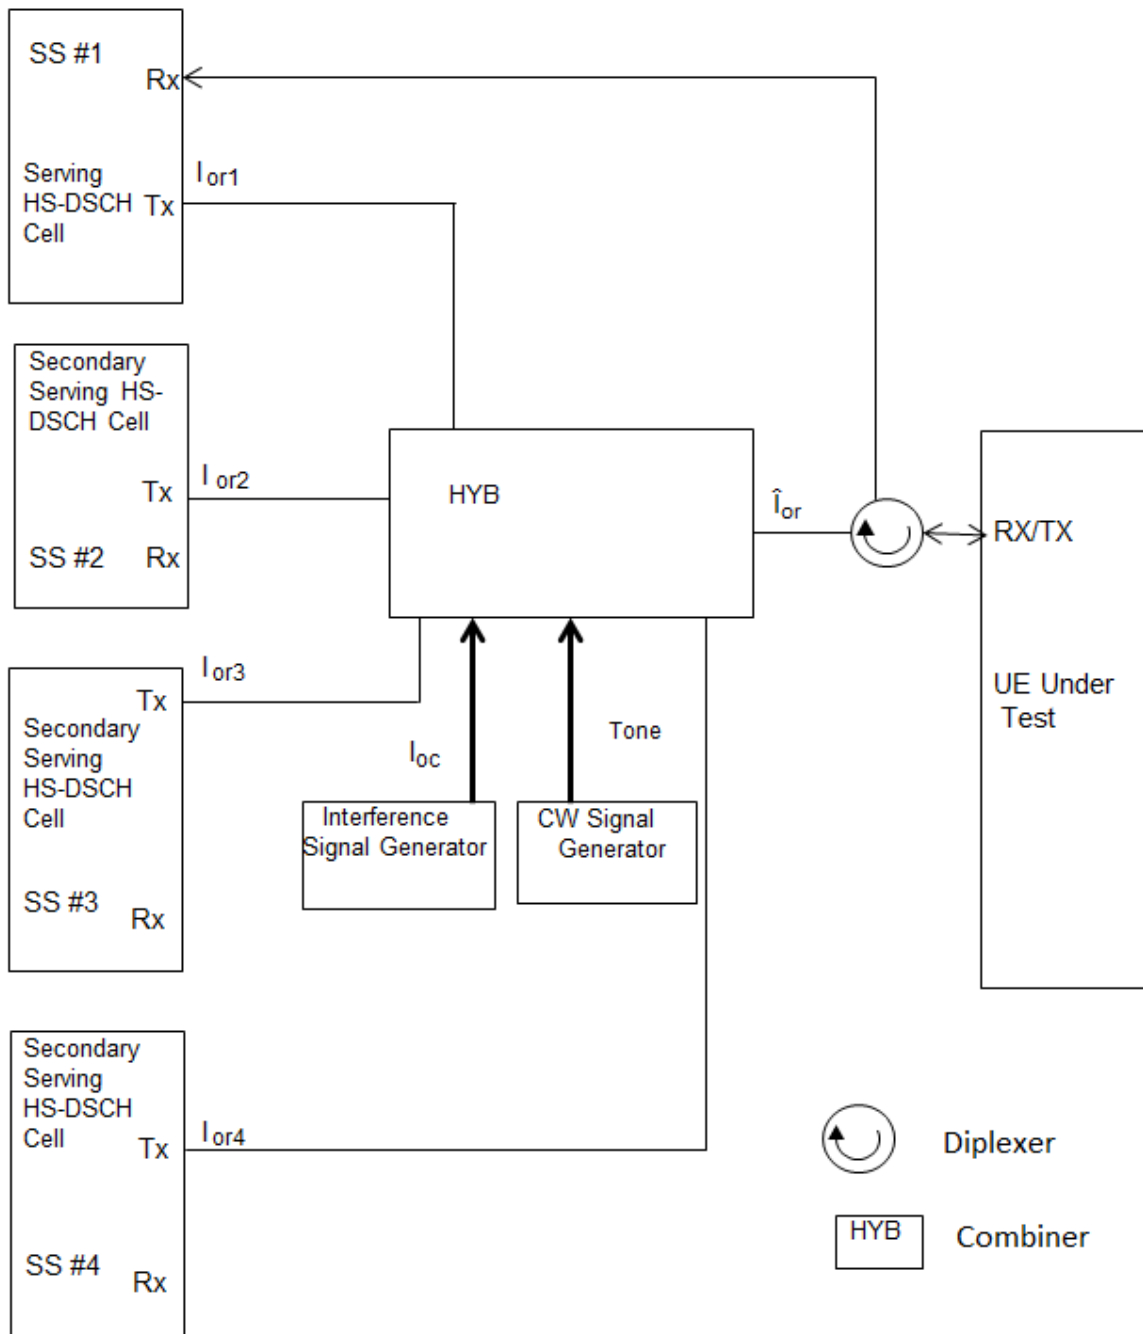 SS #1
Rx
Serving
HS-DSCH
Cell
Tx
I or1
Secondary
Serving HS-
DSCH Cell
Tx
I or2
SS #2
Rx
HYB
Îor
RX/TX
UE Under
Test
I or3
Tx
Secondary
Serving
HS-DSCH
Cell
SS #3
Rx
Ioc
Tone
Interference
Signal Generator
CW Signal
Generator
Secondary
Serving
HS-DSCH
Cell
Tx
I or4
SS #4
Rx
Diplexer
HYB
Combiner